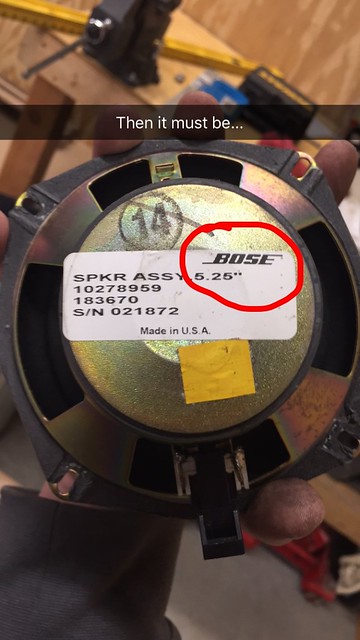 Then it must be...
14
BOSE
SPKR ASSY 5.25"
10278959
183670
S/N 021872
Made in U.S.A.